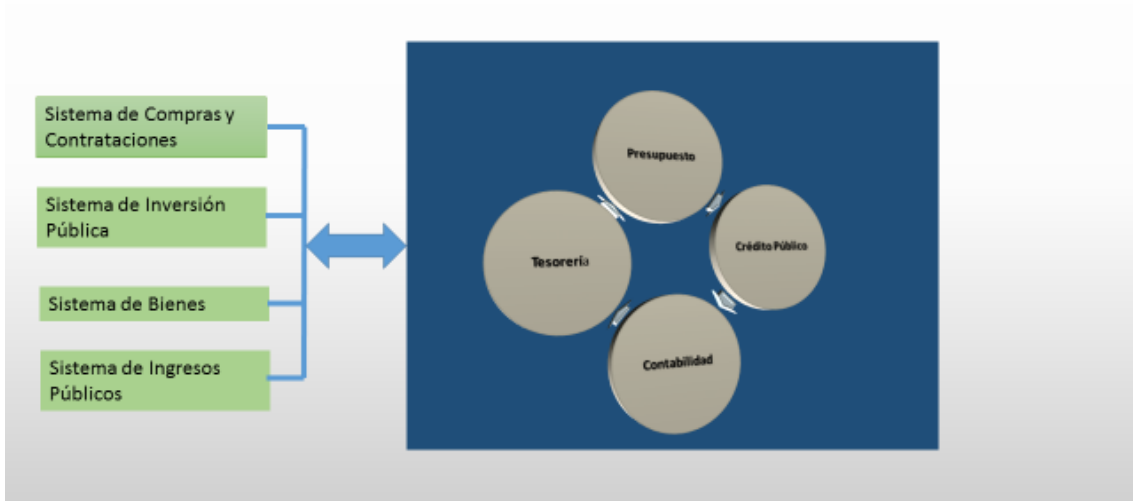 Sistema de Compras y
Contrataciones
Sistema de Inversión
Pública
Sistema de Bienes
Sistema de Ingresos
Públicos
Presupuesto
Crédito Público
Tesorería
Contabilidad